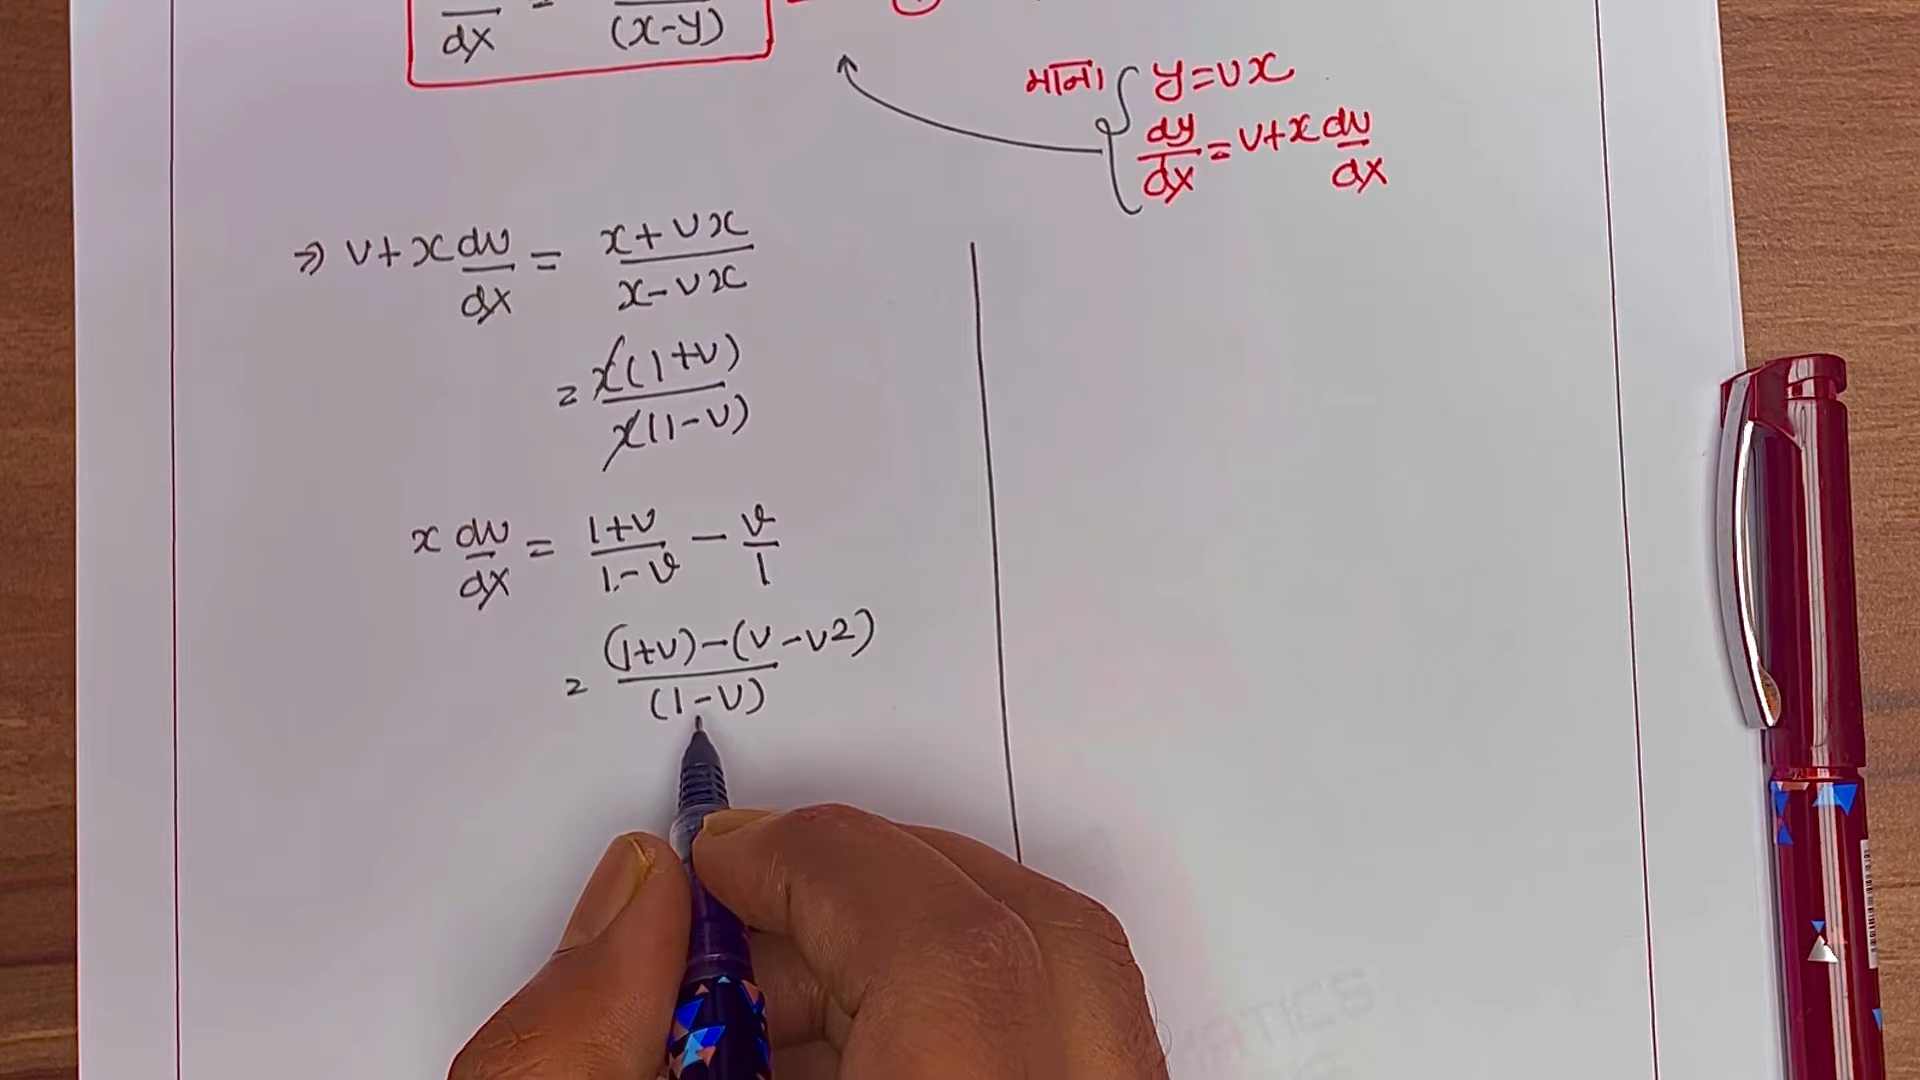 dx = (x-y)
माना y=vx
dy/dx = v+x dv/dx
⇒ v+x dv/dx = x+vx / x-vx
= x(1+v) / x(1-v)
x dv/dx = 1+v / 1-v - v/1
= (1+v)-(v-v2) / (1-v)